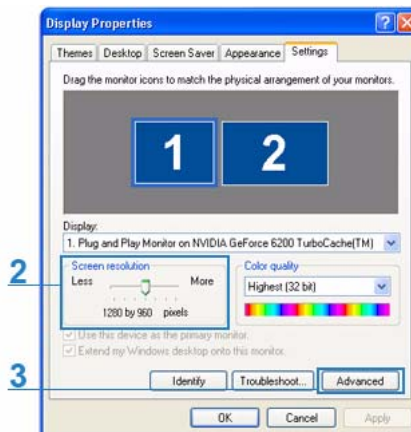 Display Properties
Themes Desktop Screen Saver Appearance Settings
Drag the monitor icons to match the physical arrangement of your monitors.
1 2
Display:
1. Plug and Play Monitor on NVIDIA GeForce 6200 TurboCache(TM)
2
Screen resolution
Less More
1280 by 960 pixels
Color quality
Highest (32 bit)
Use this device as the primary monitor.
Extend my Windows desktop onto this monitor.
3
Identify Troubleshoot... Advanced
OK Cancel Apply